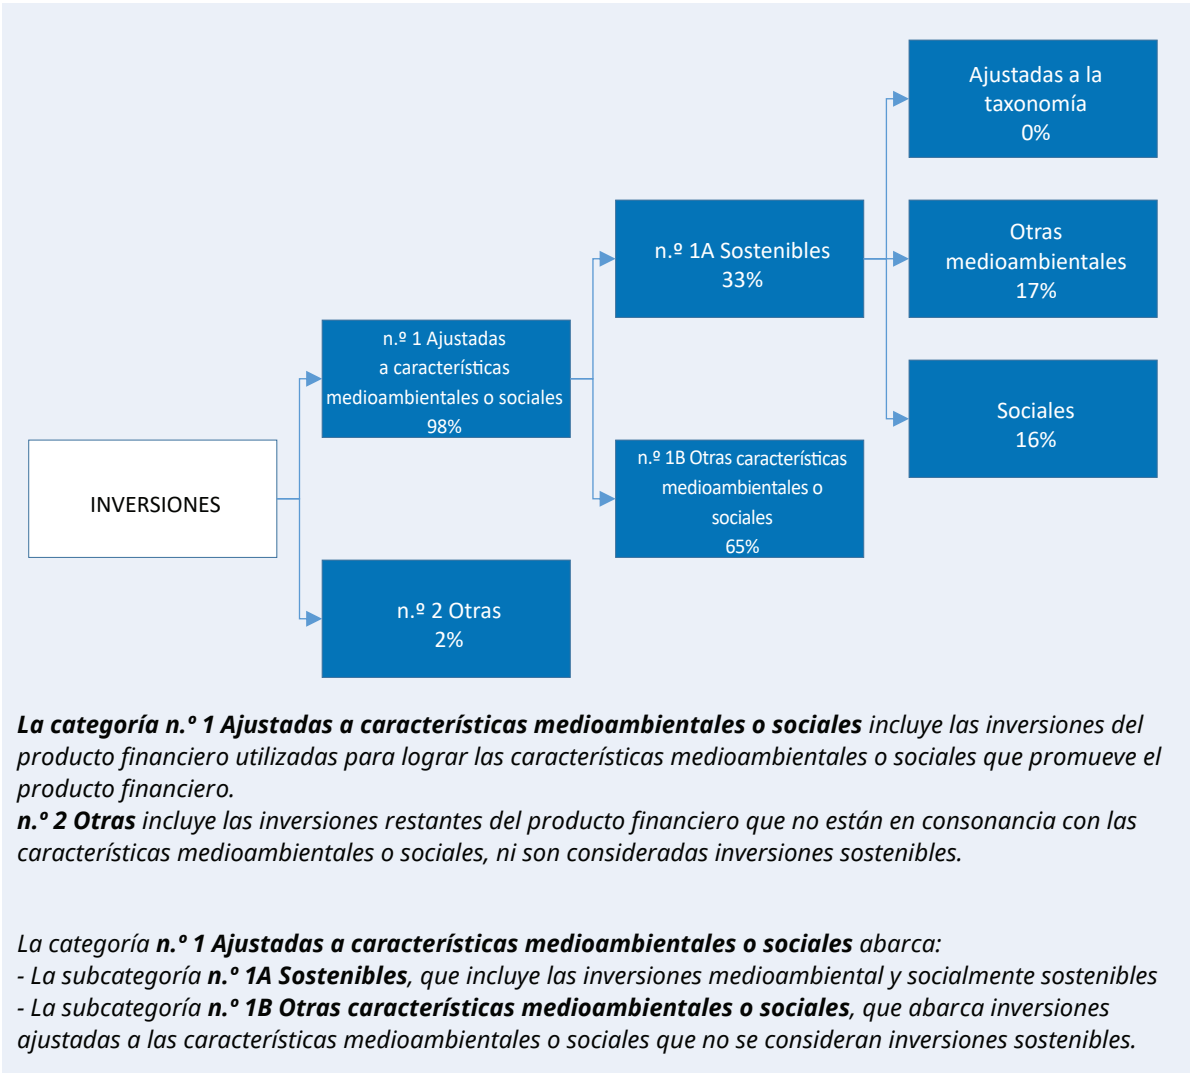 INVERSIONES
n.º 1 Ajustadas
a características
medioambientales o sociales
98%
n.º 2 Otras
2%
n.º 1A Sostenibles
33%
n.º 1B Otras características
medioambientales o
sociales
65%
Ajustadas a la
taxonomía
0%
Otras
medioambientales
17%
Sociales
16%
La categoría n.º 1 Ajustadas a características medioambientales o sociales incluye las inversiones del
producto financiero utilizadas para lograr las características medioambientales o sociales que promueve el
producto financiero.
n.º 2 Otras incluye las inversiones restantes del producto financiero que no están en consonancia con las
características medioambientales o sociales, ni son consideradas inversiones sostenibles.
La categoría n.º 1 Ajustadas a características medioambientales o sociales abarca:
- La subcategoría n.º 1A Sostenibles, que incluye las inversiones medioambiental y socialmente sostenibles
- La subcategoría n.º 1B Otras características medioambientales o sociales, que abarca inversiones
ajustadas a las características medioambientales o sociales que no se consideran inversiones sostenibles.